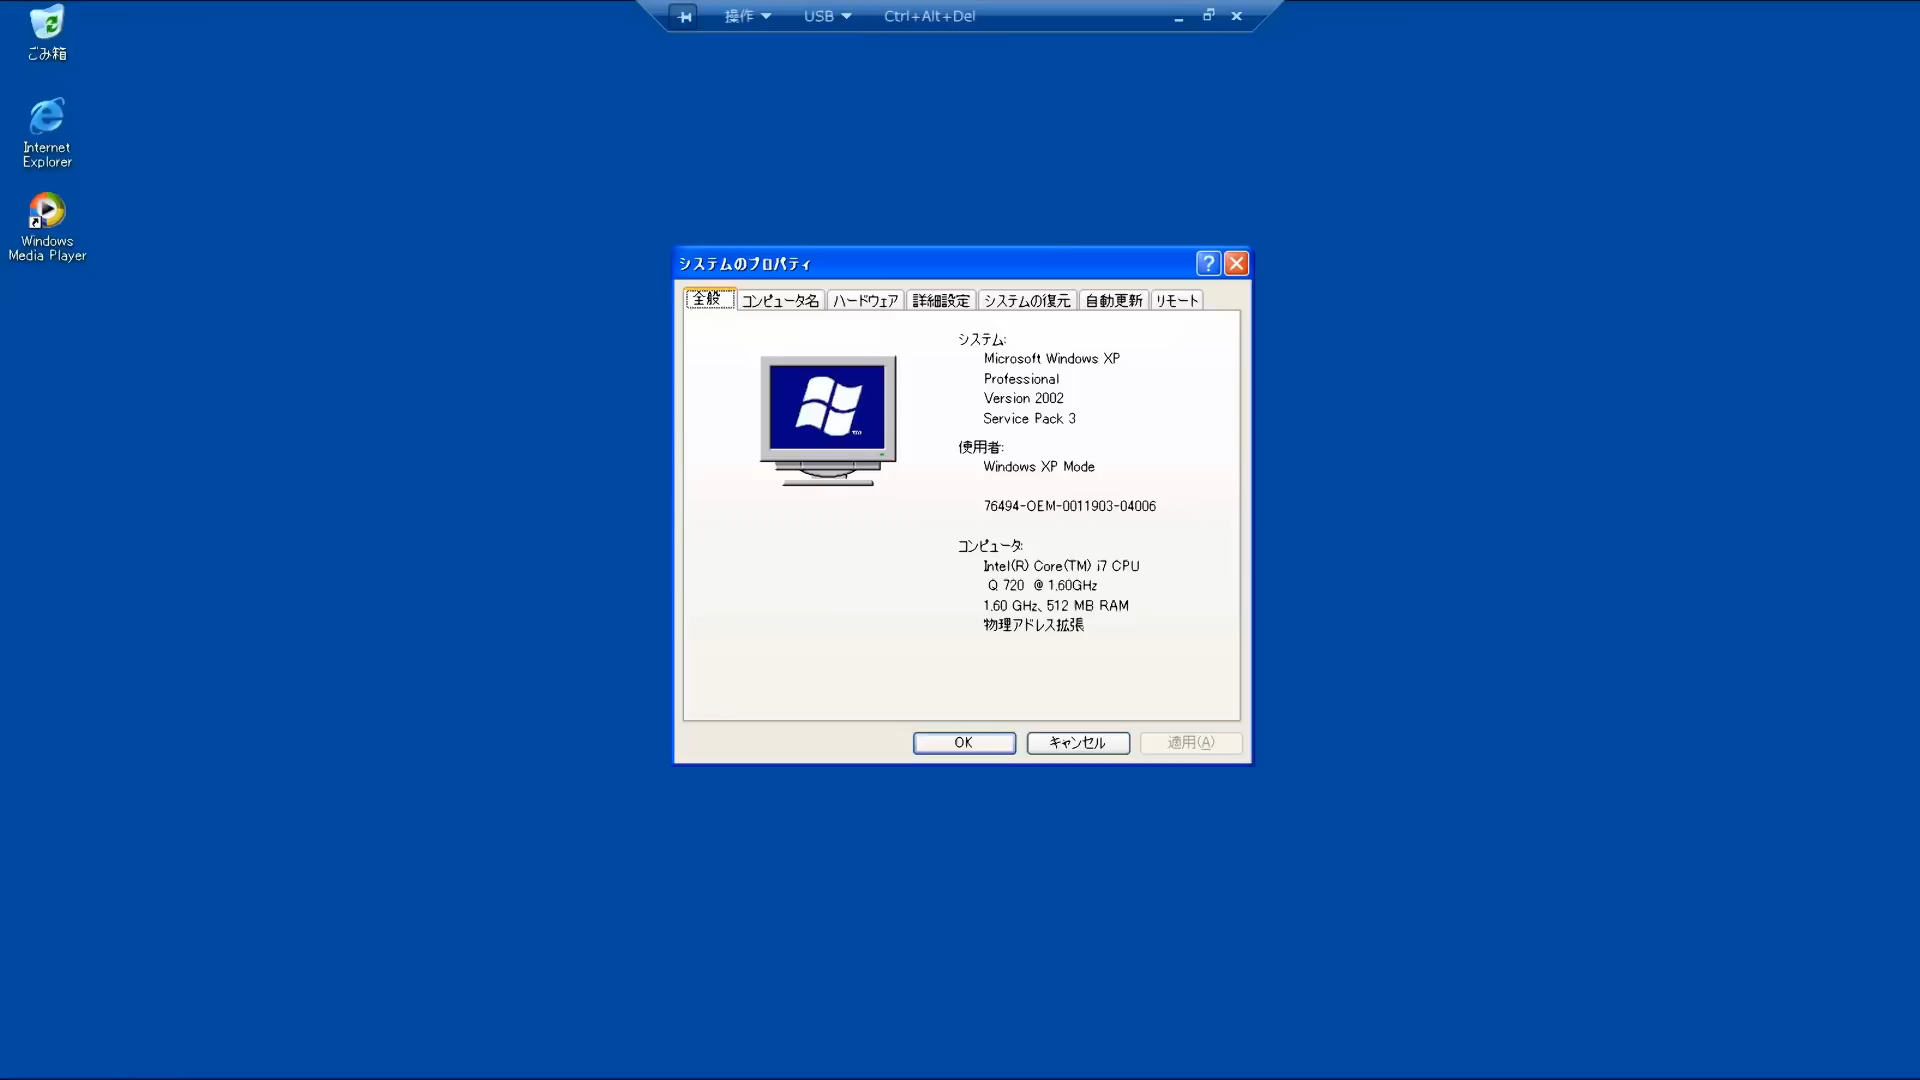 操作 USB Ctrl+Alt+Del
ごみ箱
Internet
Explorer
Windows
Media Player
システムのプロパティ
全般 コンピュータ名 ハードウェア 詳細設定 システムの復元 自動更新 リモート
システム:
Microsoft Windows XP
Professional
Version 2002
Service Pack 3
使用者:
Windows XP Mode
76494-OEM-0011903-04006
コンピュータ:
Intel(R) Core(TM) i7 CPU
Q 720 @ 1.60GHz
1.60 GHz、512 MB RAM
物理アドレス拡張
OK キャンセル 適用(A)